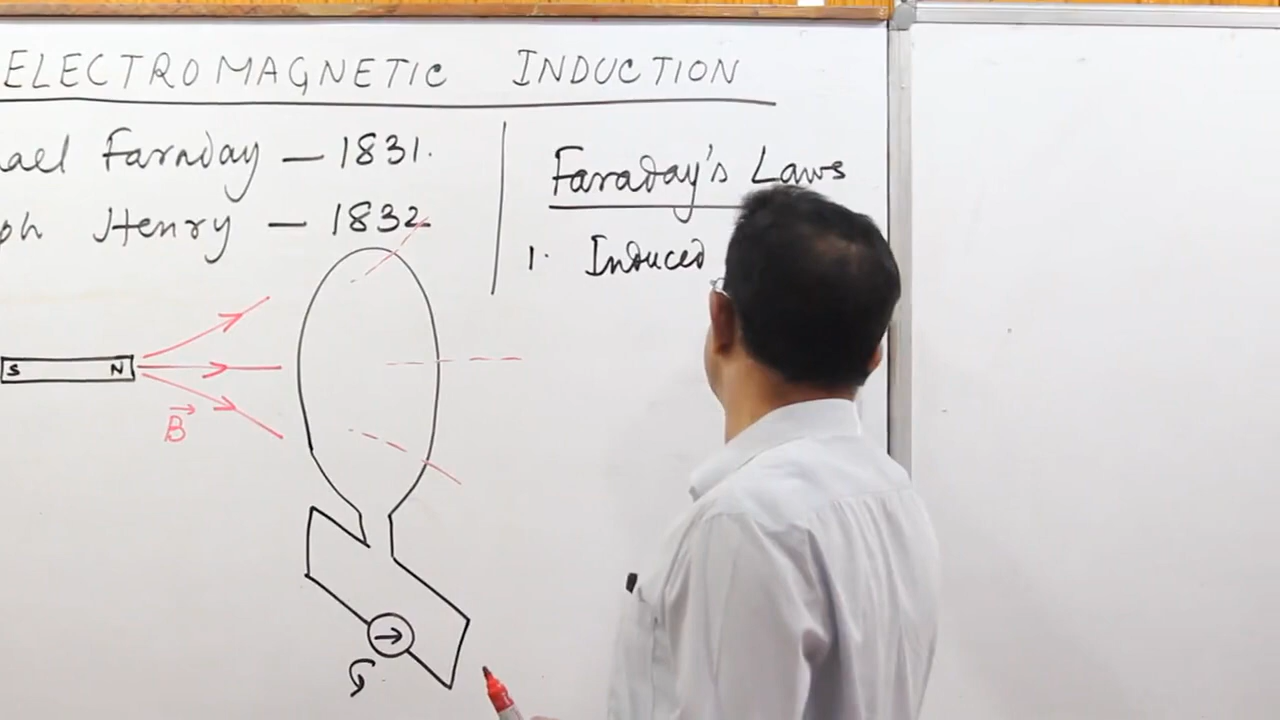 ELECTROMAGNETIC INDUCTION
ael Faraday – 1831.
ph Henry – 1832
Faraday's Laws
1. Induced
S N
B
G